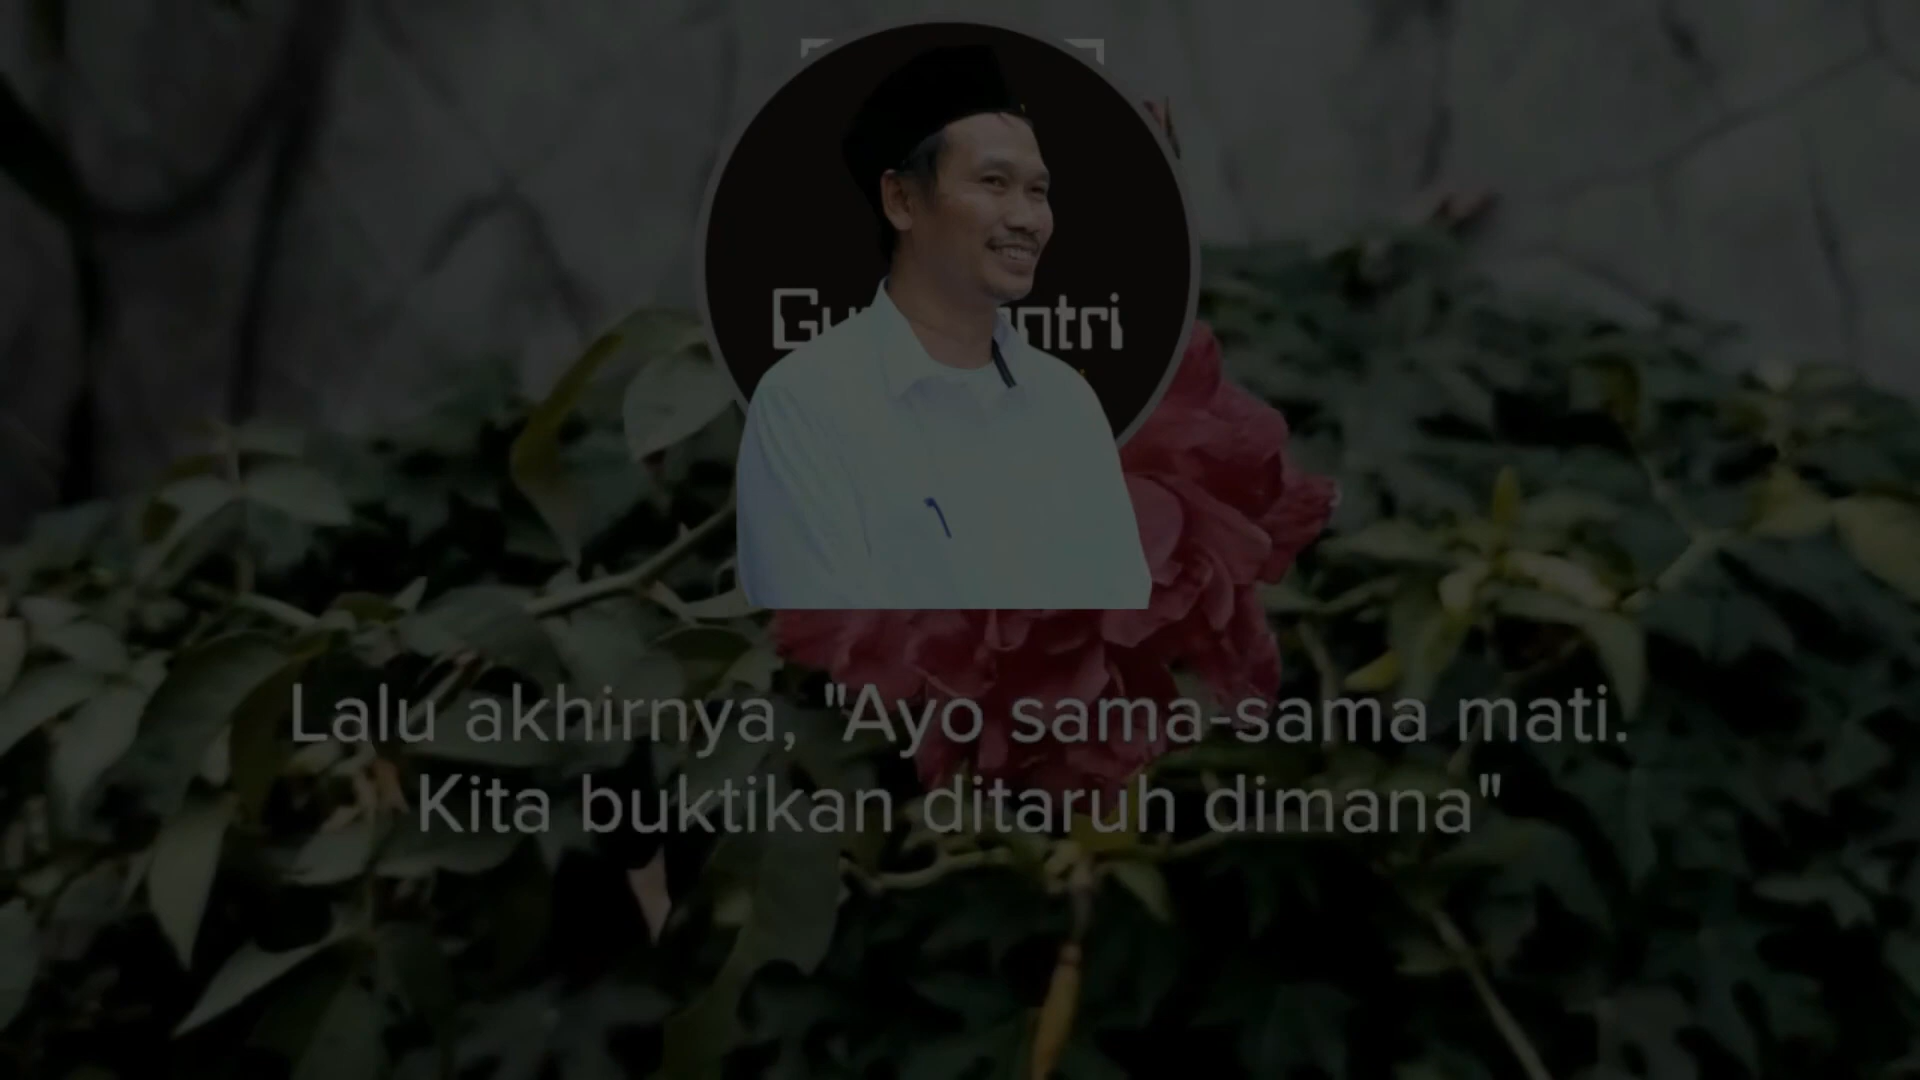 Lalu akhirnya, "Ayo sama-sama mati.
Kita buktikan ditaruh dimana"